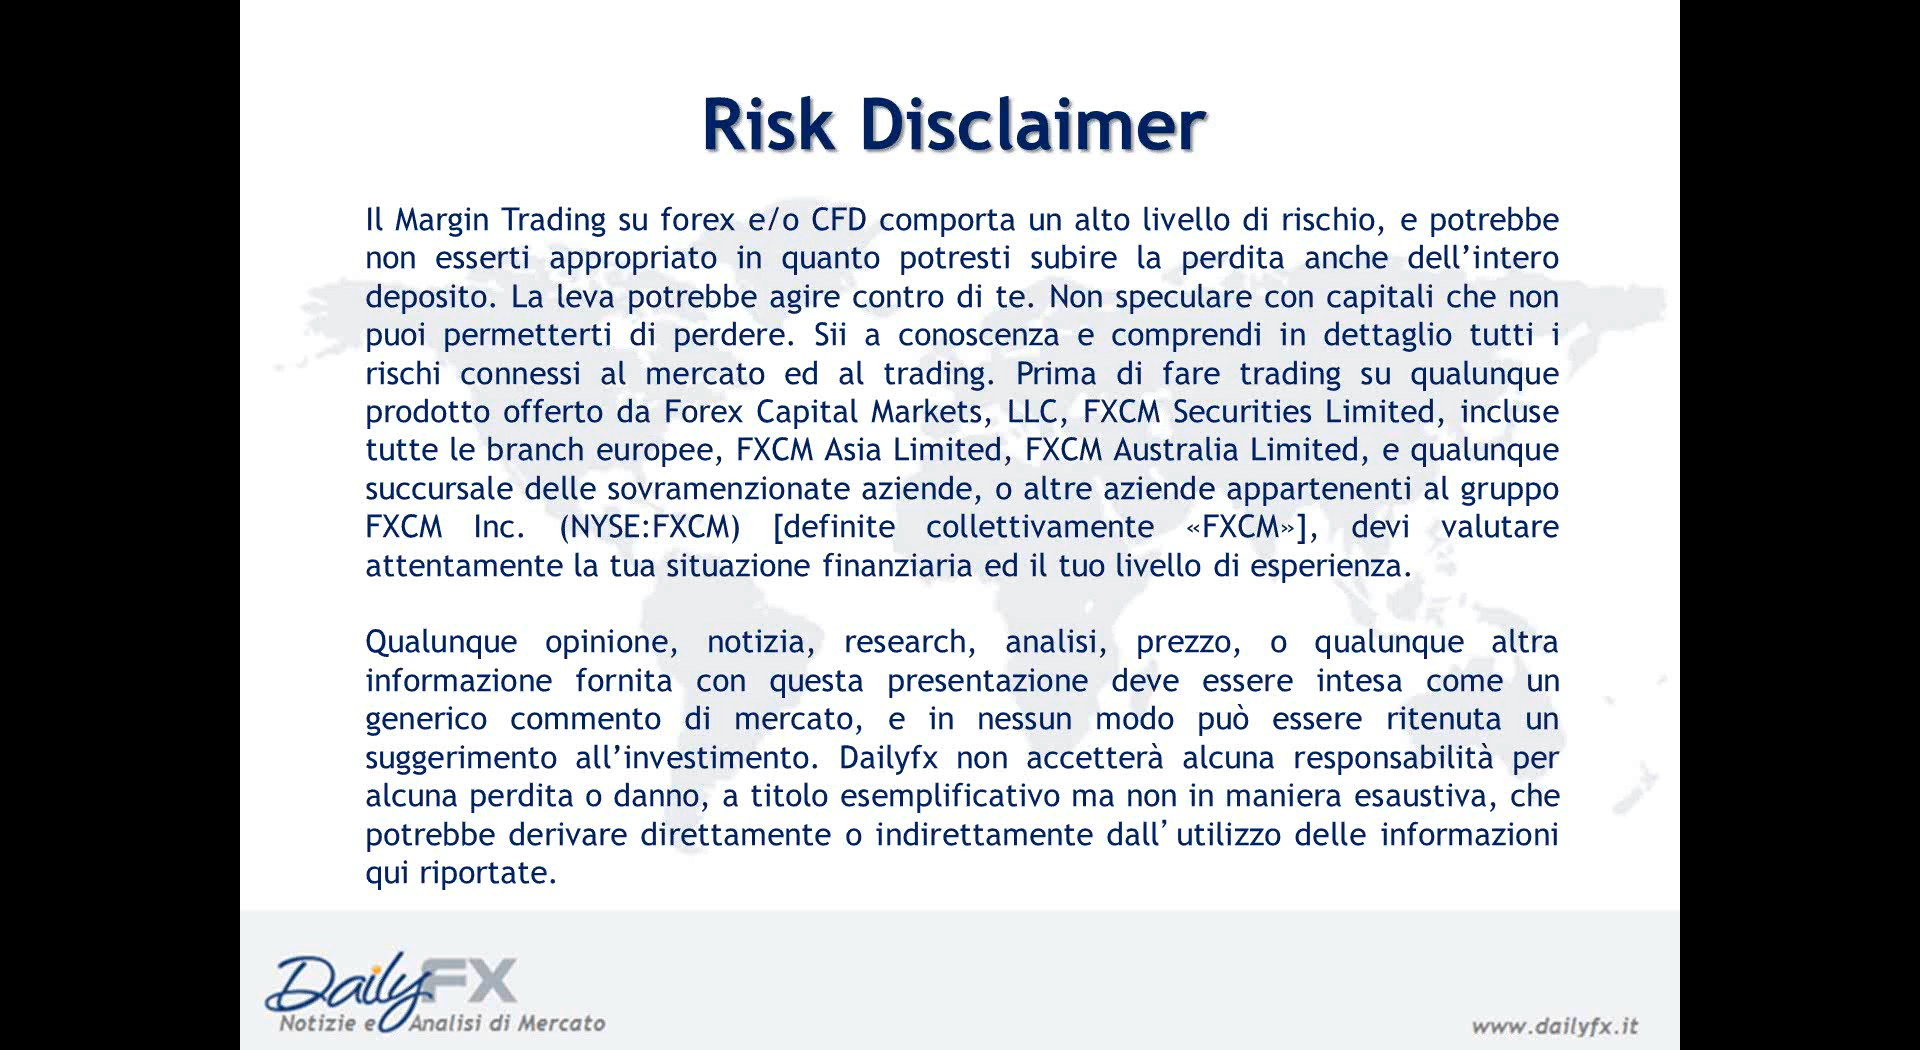 Risk Disclaimer
Il Margin Trading su forex e/o CFD comporta un alto livello di rischio, e potrebbe
non esserti appropriato in quanto potresti subire la perdita anche dell’intero
deposito. La leva potrebbe agire contro di te. Non speculare con capitali che non
puoi permetterti di perdere. Sii a conoscenza e comprendi in dettaglio tutti i
rischi connessi al mercato ed al trading. Prima di fare trading su qualunque
prodotto offerto da Forex Capital Markets, LLC, FXCM Securities Limited, incluse
tutte le branch europee, FXCM Asia Limited, FXCM Australia Limited, e qualunque
succursale delle sovramenzionate aziende, o altre aziende appartenenti al gruppo
FXCM Inc. (NYSE:FXCM) [definite collettivamente «FXCM»], devi valutare
attentamente la tua situazione finanziaria ed il tuo livello di esperienza.
Qualunque opinione, notizia, research, analisi, prezzo, o qualunque altra
informazione fornita con questa presentazione deve essere intesa come un
generico commento di mercato, e in nessun modo può essere ritenuta un
suggerimento all’investimento. Dailyfx non accetterà alcuna responsabilità per
alcuna perdita o danno, a titolo esemplificativo ma non in maniera esaustiva, che
potrebbe derivare direttamente o indirettamente dall’utilizzo delle informazioni
qui riportate.
DailyFX
Notizie e Analisi di Mercato
www.dailyfx.it